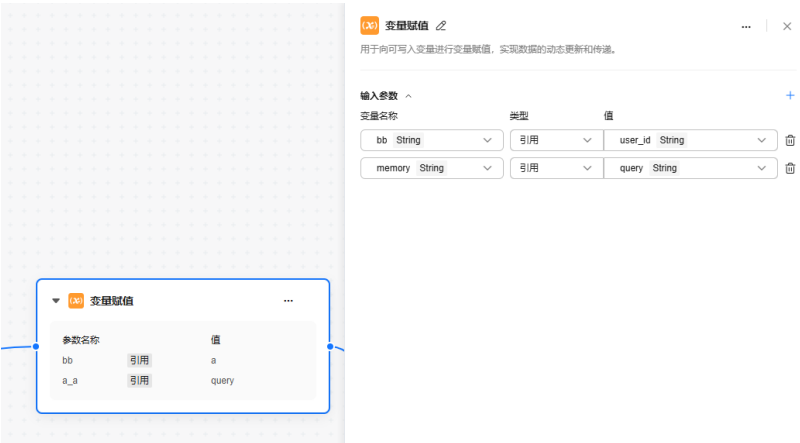 变量赋值
用于向可写入变量进行变量赋值，实现数据的动态更新和传递。
输入参数
变量名称 类型 值
bb String 引用 user_id String
memory String 引用 query String
变量赋值
参数名称 值
bb 引用 a
a_a 引用 query